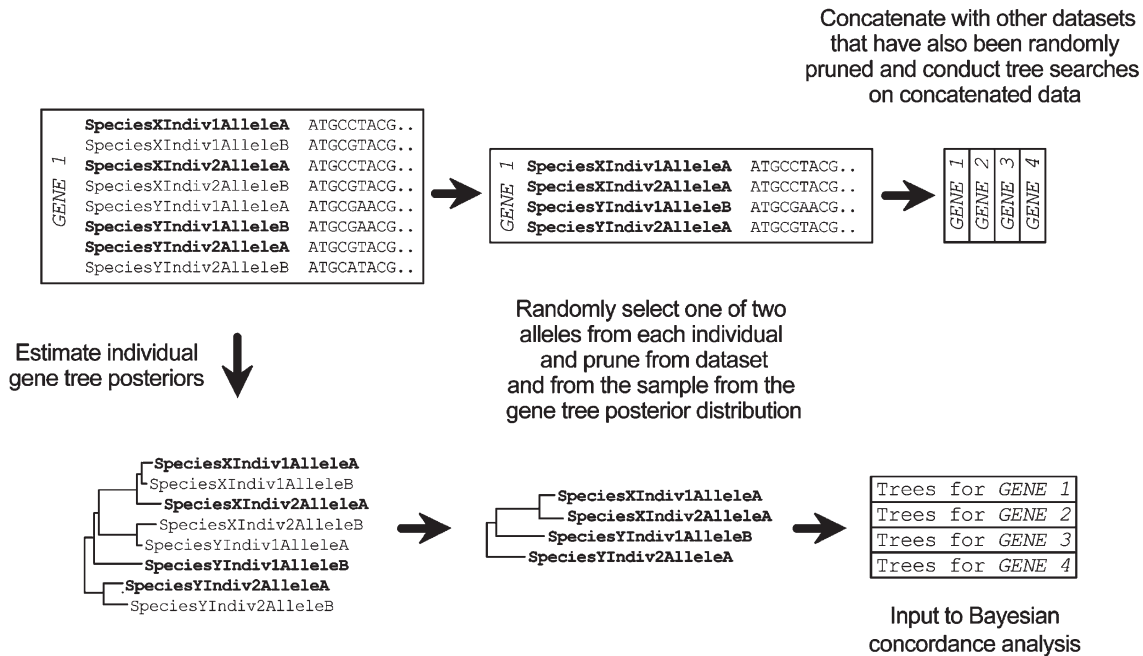 Concatenate with other datasets
that have also been randomly
pruned and conduct tree searches
on concatenated data
GENE 1
SpeciesXIndiv1AlleleA ATGCCTACG..
SpeciesXIndiv1AlleleB ATGCGTACG..
SpeciesXIndiv2AlleleA ATGCCTACG..
SpeciesXIndiv2AlleleB ATGCGTACG..
SpeciesYIndiv1AlleleA ATGCGAACG..
SpeciesYIndiv1AlleleB ATGCGAACG..
SpeciesYIndiv2AlleleA ATGCGTACG..
SpeciesYIndiv2AlleleB ATGCATACG..
GENE 1
SpeciesXIndiv1AlleleA ATGCCTACG..
SpeciesXIndiv2AlleleA ATGCCTACG..
SpeciesYIndiv1AlleleB ATGCGAACG..
SpeciesYIndiv2AlleleA ATGCGTACG..
GENE 1
GENE 2
GENE 3
GENE 4
Estimate individual
gene tree posteriors
Randomly select one of two
alleles from each individual
and prune from dataset
and from the sample from the
gene tree posterior distribution
SpeciesXIndiv1AlleleA
SpeciesXIndiv1AlleleB
SpeciesXIndiv2AlleleA
SpeciesXIndiv2AlleleB
SpeciesYIndiv1AlleleA
SpeciesYIndiv1AlleleB
SpeciesYIndiv2AlleleA
SpeciesYIndiv2AlleleB
SpeciesXIndiv1AlleleA
SpeciesXIndiv2AlleleA
SpeciesYIndiv1AlleleB
SpeciesYIndiv2AlleleA
Trees for GENE 1
Trees for GENE 2
Trees for GENE 3
Trees for GENE 4
Input to Bayesian
concordance analysis